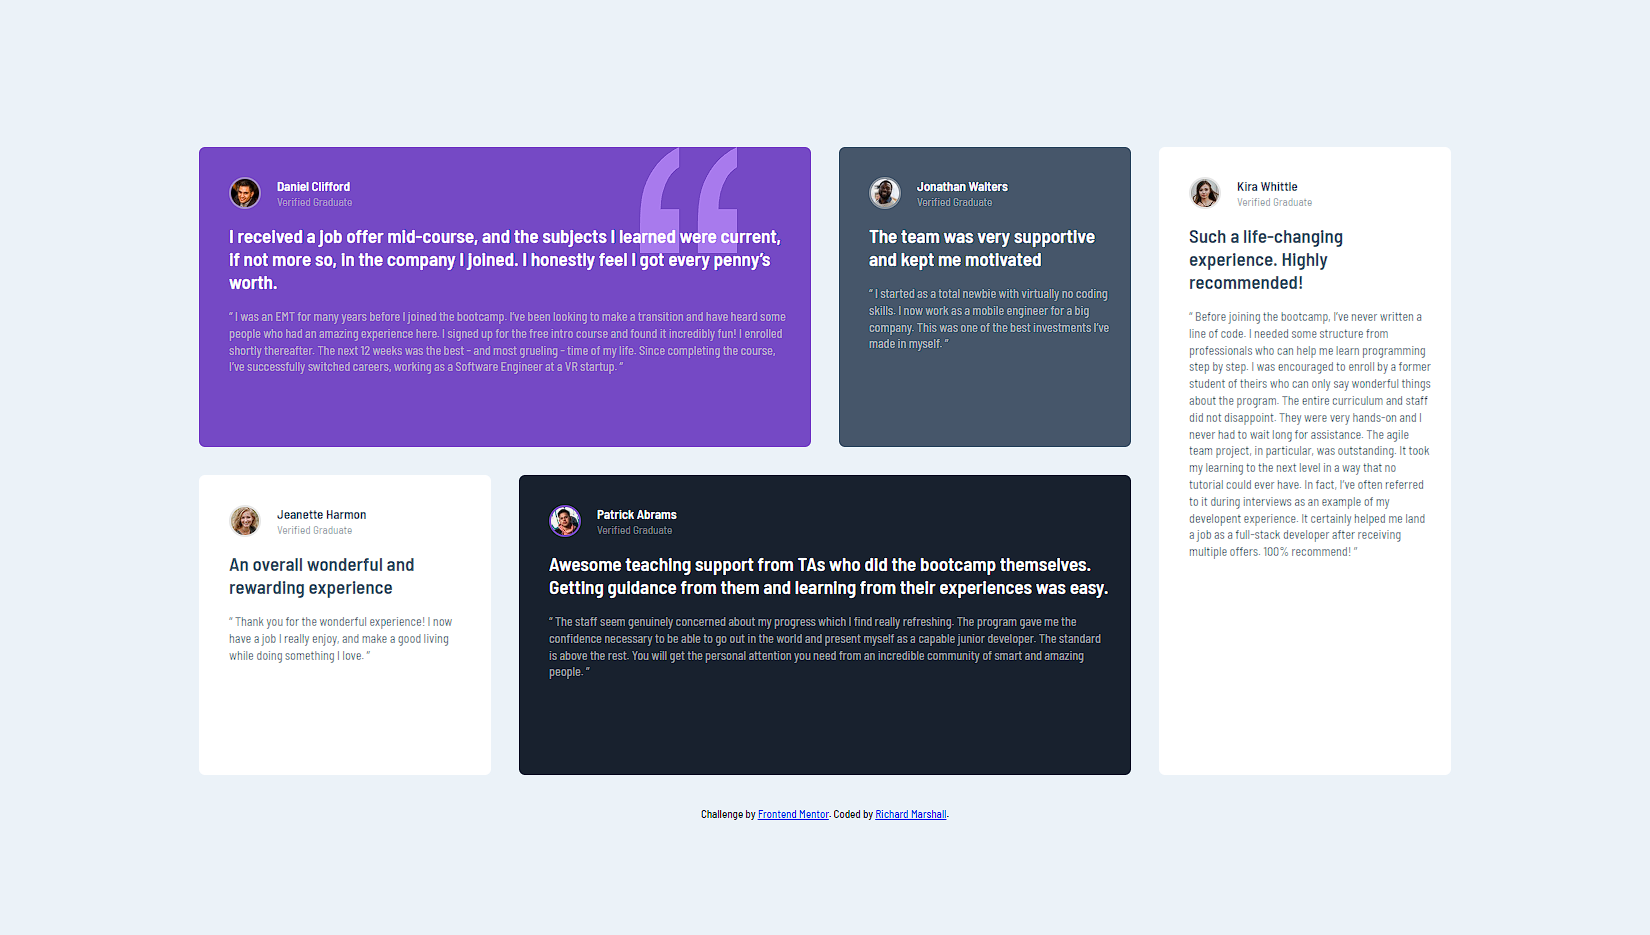 Daniel Clifford
Verified Graduate
I received a job offer mid-course, and the subjects I learned were current,
if not more so, in the company I joined. I honestly feel I got every penny's
worth.
“ I was an EMT for many years before I joined the bootcamp. I've been looking to make a transition and have heard some
people who had an amazing experience here. I signed up for the free intro course and found it incredibly fun! I enrolled
shortly thereafter. The next 12 weeks was the best - and most grueling - time of my life. Since completing the course,
I've successfully switched careers, working as a Software Engineer at a VR startup. ”
Jonathan Walters
Verified Graduate
The team was very supportive
and kept me motivated
“ I started as a total newbie with virtually no coding
skills. I now work as a mobile engineer for a big
company. This was one of the best investments I've
made in myself. ”
Kira Whittle
Verified Graduate
Such a life-changing
experience. Highly
recommended!
“ Before joining the bootcamp, I've never written a
line of code. I needed some structure from
professionals who can help me learn programming
step by step. I was encouraged to enroll by a former
student of theirs who can only say wonderful things
about the program. The entire curriculum and staff
did not disappoint. They were very hands-on and I
never had to wait long for assistance. The agile
team project, in particular, was outstanding. It took
my learning to the next level in a way that no
tutorial could ever have. In fact, I've often referred
to it during interviews as an example of my
developent experience. It certainly helped me land
a job as a full-stack developer after receiving
multiple offers. 100% recommend! ”
Jeanette Harmon
Verified Graduate
An overall wonderful and
rewarding experience
“ Thank you for the wonderful experience! I now
have a job I really enjoy, and make a good living
while doing something I love. ”
Patrick Abrams
Verified Graduate
Awesome teaching support from TAs who did the bootcamp themselves.
Getting guidance from them and learning from their experiences was easy.
“ The staff seem genuinely concerned about my progress which I find really refreshing. The program gave me the
confidence necessary to be able to go out in the world and present myself as a capable junior developer. The standard
is above the rest. You will get the personal attention you need from an incredible community of smart and amazing
people. ”
Challenge by Frontend Mentor. Coded by Richard Marshall.